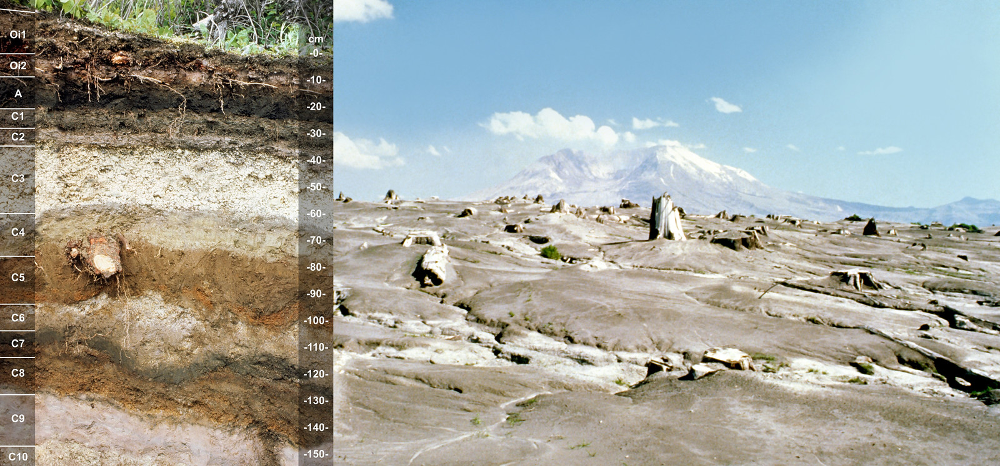 Oi1
Oi2
A
C1
C2
C3
C4
C5
C6
C7
C8
C9
C10
cm
-0-
-10-
-20-
-30-
-40-
-50-
-60-
-70-
-80-
-90-
-100-
-110-
-120-
-130-
-140-
-150-